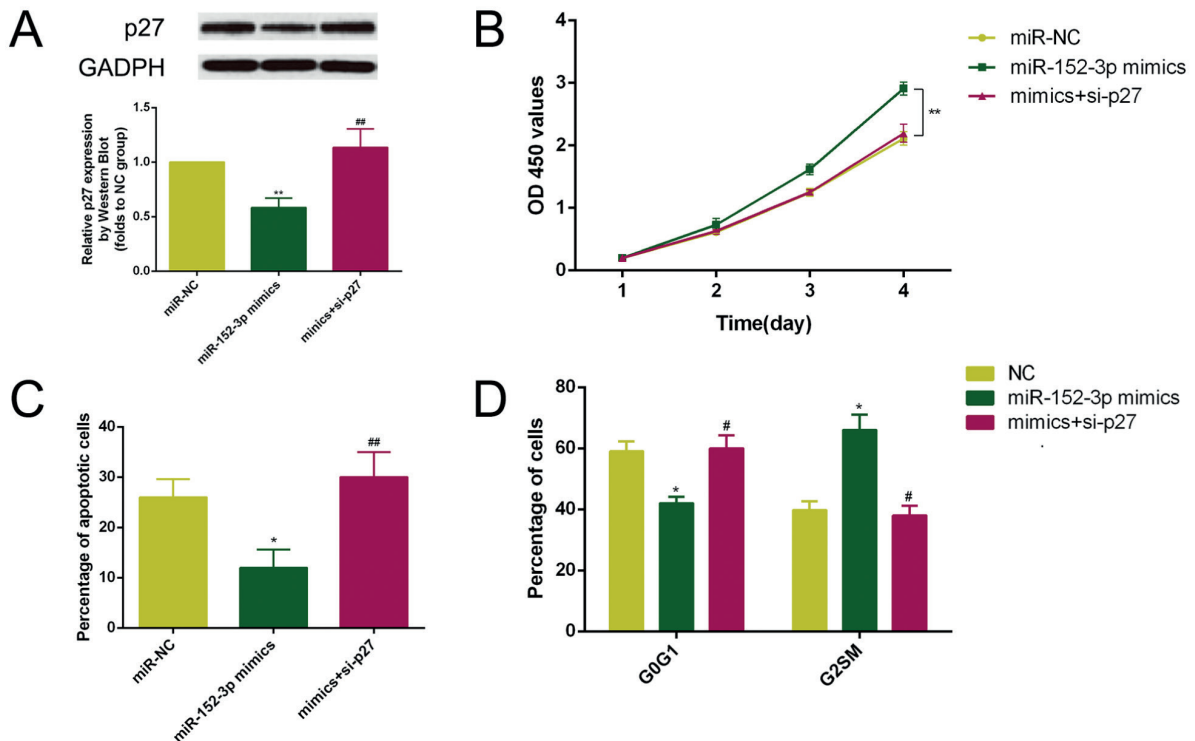 A
p27
GADPH
1.5
1.0
0.5
0.0
Relative p27 expression
by Western Blot
(folds to NC group)
**
##
miR-NC
miR-152-3p mimics
minics+si-p27
B
4
3
2
1
0
OD 450 values
1 2 3 4
Time(day)
**
miR-NC
miR-152-3p mimics
mimics+si-p27
C
40
30
20
10
0
Percentage of apoptotic cells
*
##
miR-NC
miR-152-3p mimics
mimics+si-p27
D
80
60
40
20
0
Percentage of cells
*
#
*
#
G0G1
G2SM
NC
miR-152-3p mimics
mimics+si-p27